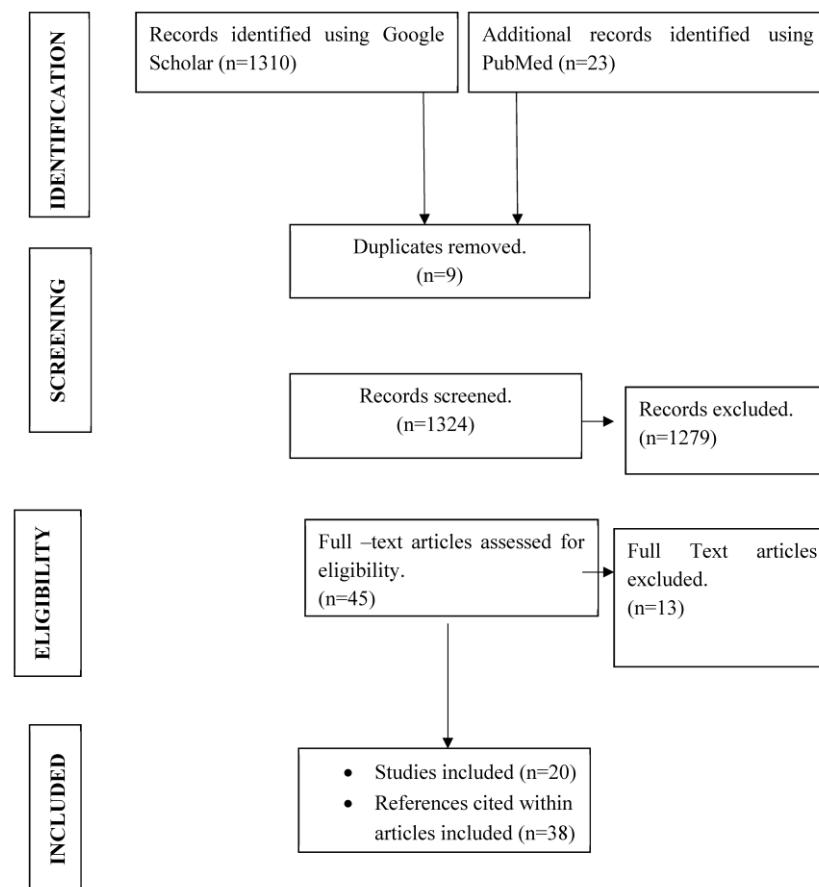 IDENTIFICATION
Records identified using Google
Scholar (n=1310)
Additional records identified using
PubMed (n=23)
Duplicates removed.
(n=9)
SCREENING
Records screened.
(n=1324)
Records excluded.
(n=1279)
ELIGIBILITY
Full –text articles assessed for
eligibility.
(n=45)
Full Text articles
excluded.
(n=13)
INCLUDED
• Studies included (n=20)
• References cited within
articles included (n=38)